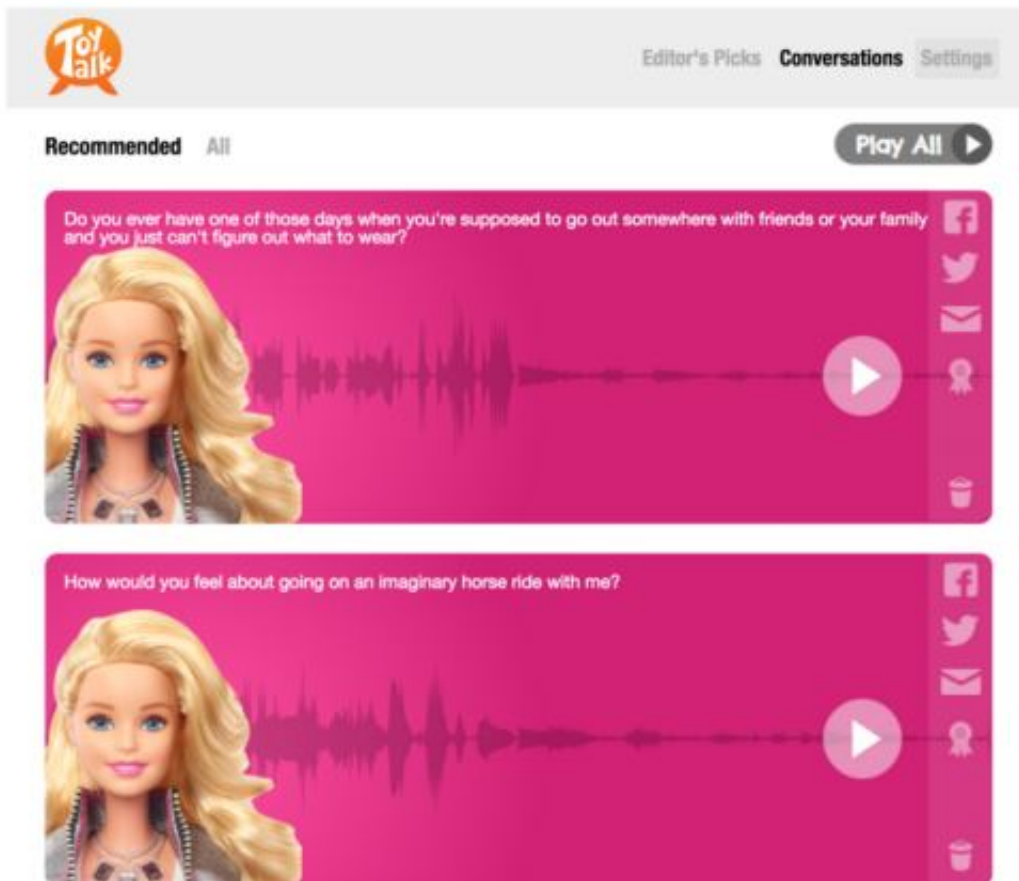 Toy
Talk
Editor's Picks Conversations Settings
Recommended All
Play All
Do you ever have one of those days when you're supposed to go out somewhere with friends or your family
and you just can't figure out what to wear?
How would you feel about going on an imaginary horse ride with me?